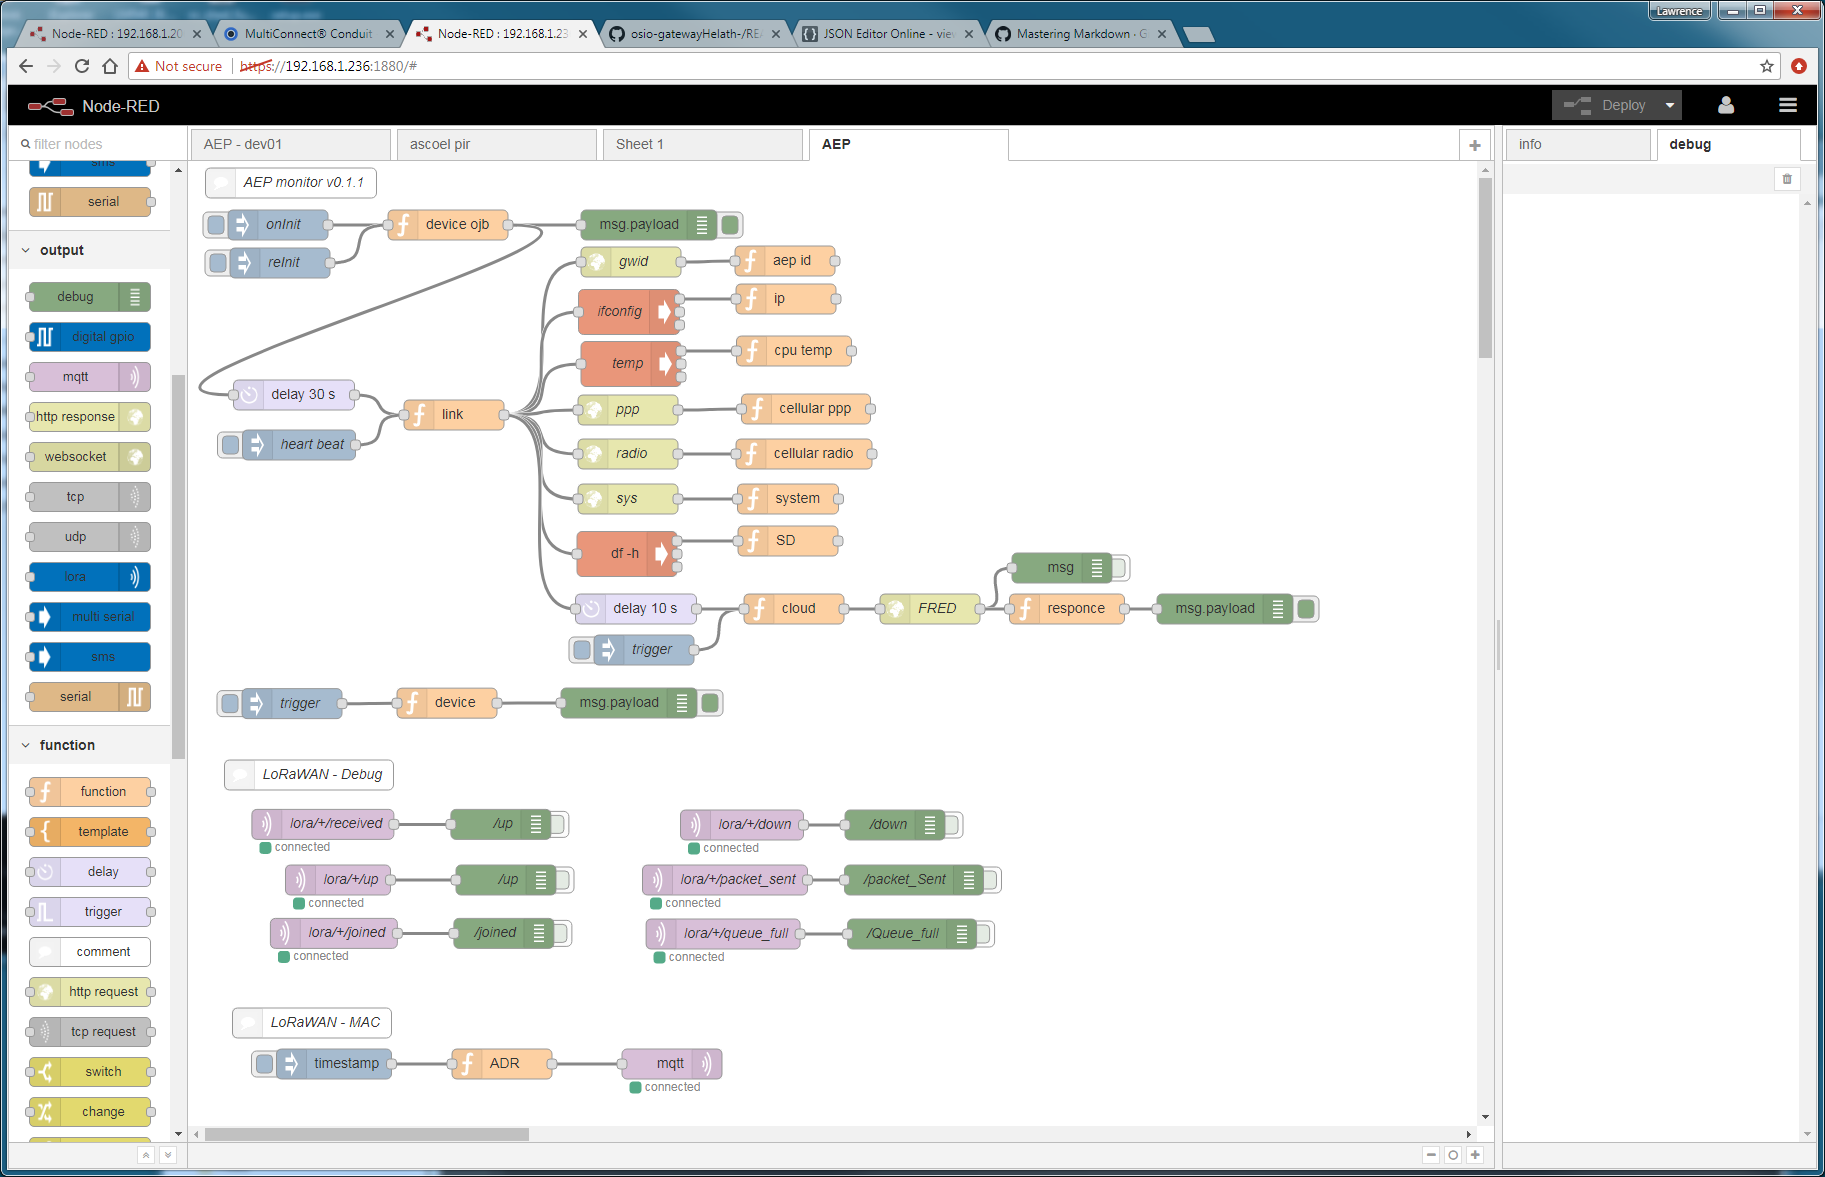 Lawrence
Node-RED : 192.168.1.20
MultiConnect® Conduit
Node-RED : 192.168.1.23
osio-gatewayHelath-/RE
JSON Editor Online - view
Mastering Markdown · G
Not secure https://192.168.1.236:1880/#
Node-RED
Deploy
filter nodes
AEP - dev01
ascoel pir
Sheet 1
AEP
info
debug
sms
serial
output
debug
digital gpio
mqtt
http response
websocket
tcp
udp
lora
multi serial
sms
serial
function
function
template
delay
trigger
comment
http request
tcp request
switch
change
AEP monitor v0.1.1
onInit
device ojb
msg.payload
reInit
gwid
aep id
ifconfig
ip
temp
cpu temp
delay 30 s
link
ppp
cellular ppp
heart beat
radio
cellular radio
sys
system
df -h
SD
msg
delay 10 s
cloud
FRED
responce
msg.payload
trigger
trigger
device
msg.payload
LoRaWAN - Debug
lora/+/received
/up
connected
lora/+/down
/down
connected
lora/+/up
/up
connected
lora/+/packet_sent
/packet_Sent
connected
lora/+/joined
/joined
connected
lora/+/queue_full
/Queue_full
connected
LoRaWAN - MAC
timestamp
ADR
mqtt
connected